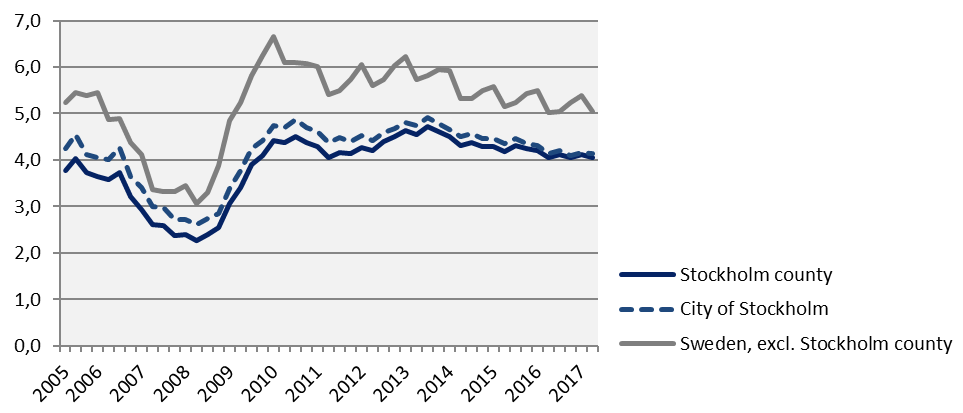 7,0
6,0
5,0
4,0
3,0
2,0
1,0
0,0
2005 2006 2007 2008 2009 2010 2011 2012 2013 2014 2015 2016 2017
Stockholm county
City of Stockholm
Sweden, excl. Stockholm county